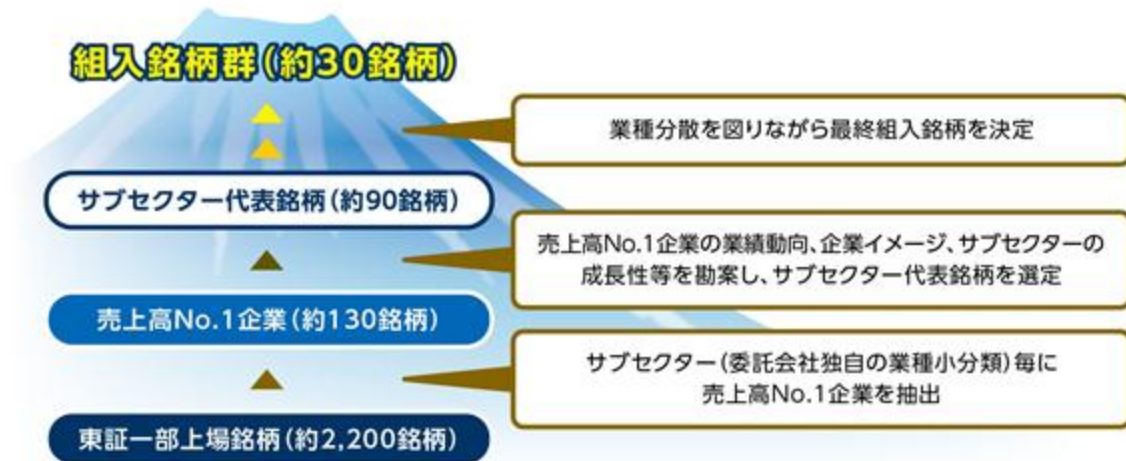 組入銘柄群(約30銘柄)
業種分散を図りながら最終組入銘柄を決定
サブセクター代表銘柄(約90銘柄)
売上高No.1企業の業績動向、企業イメージ、サブセクターの
成長性等を勘案し、サブセクター代表銘柄を選定
売上高No.1企業(約130銘柄)
サブセクター(委託会社独自の業種小分類)毎に
売上高No.1企業を抽出
東証一部上場銘柄(約2,200銘柄)